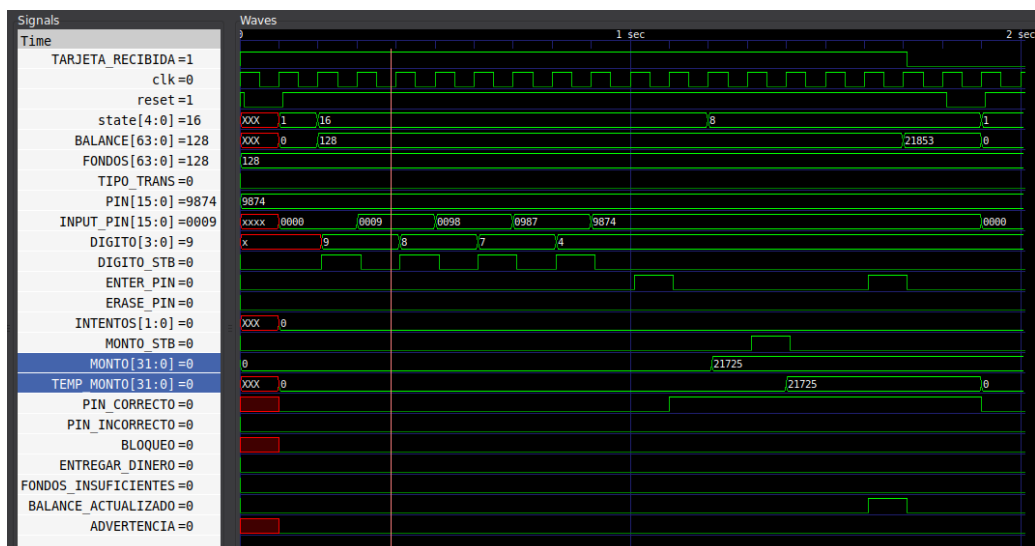 Signals Waves
Time 0 1 sec 2 sec
TARJETA_RECIBIDA =1
clk =0
reset =1
state[4:0] =16 XXX 1 16 8 1
BALANCE[63:0] =128 XXX 0 128 21853 0
FONDOS[63:0] =128 128
TIPO_TRANS =0
PIN[15:0] =9874 9874
INPUT_PIN[15:0] =0009 xxxx 0000 0009 0098 0987 9874 0000
DIGITO[3:0] =9 x 9 8 7 4
DIGITO_STB =0
ENTER_PIN =0
ERASE_PIN =0
INTENTOS[1:0] =0 XXX 0
MONTO_STB =0
MONTO[31:0] =0 0 21725
TEMP_MONTO[31:0] =0 XXX 0 21725 0
PIN_CORRECTO =0
PIN_INCORRECTO =0
BLOQUEO =0
ENTREGAR_DINERO =0
FONDOS_INSUFICIENTES =0
BALANCE_ACTUALIZADO =0
ADVERTENCIA =0